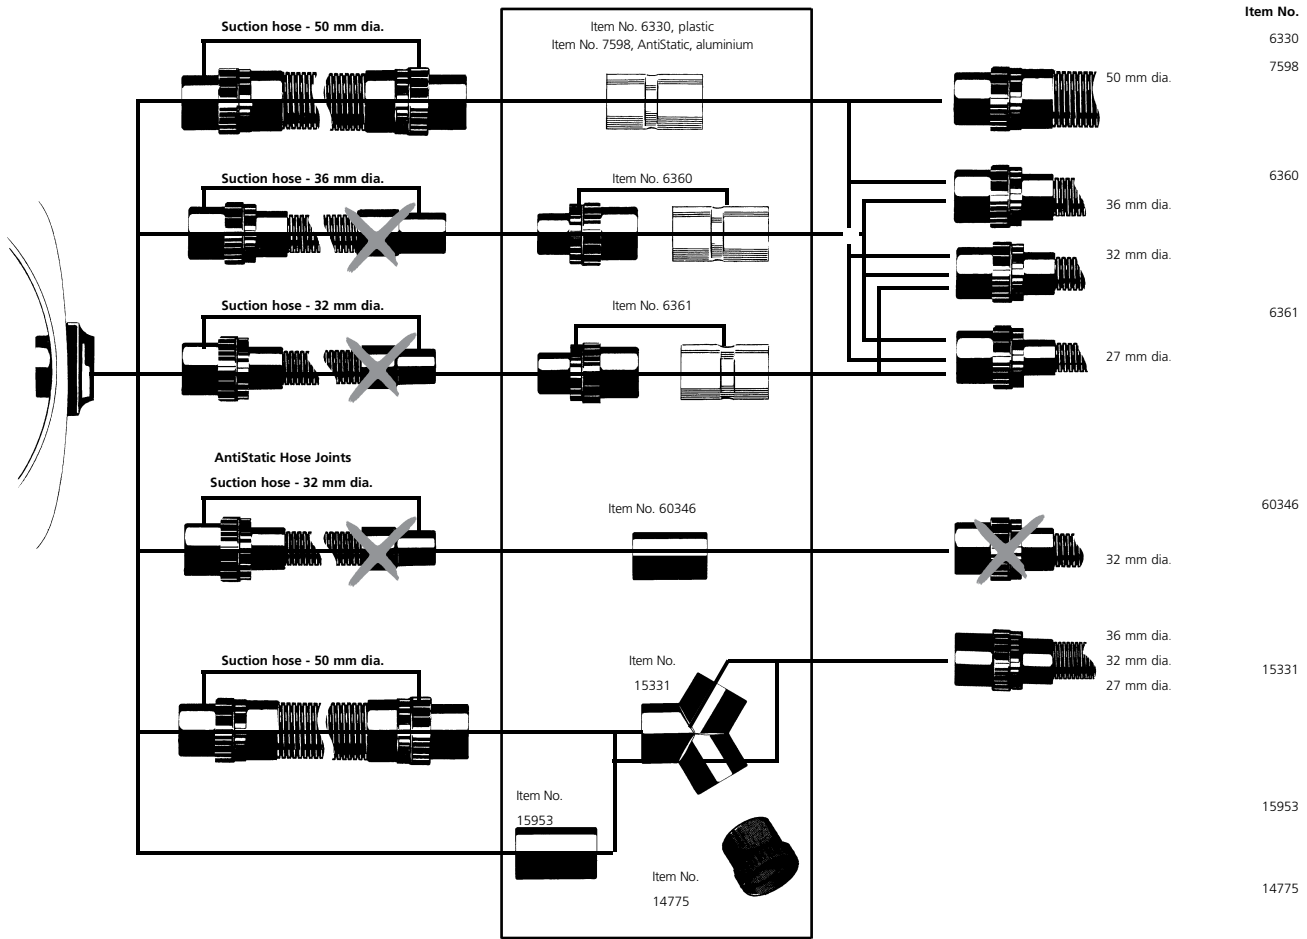 Item No.
Suction hose - 50 mm dia.
Item No. 6330, plastic
Item No. 7598, AntiStatic, aluminium
6330
7598
50 mm dia.
Suction hose - 36 mm dia.
Item No. 6360
6360
36 mm dia.
32 mm dia.
Suction hose - 32 mm dia.
Item No. 6361
6361
27 mm dia.
AntiStatic Hose Joints
Suction hose - 32 mm dia.
Item No. 60346
60346
32 mm dia.
36 mm dia.
Suction hose - 50 mm dia.
Item No.
15331
32 mm dia.
27 mm dia.
15331
Item No.
15953
15953
Item No.
14775
14775